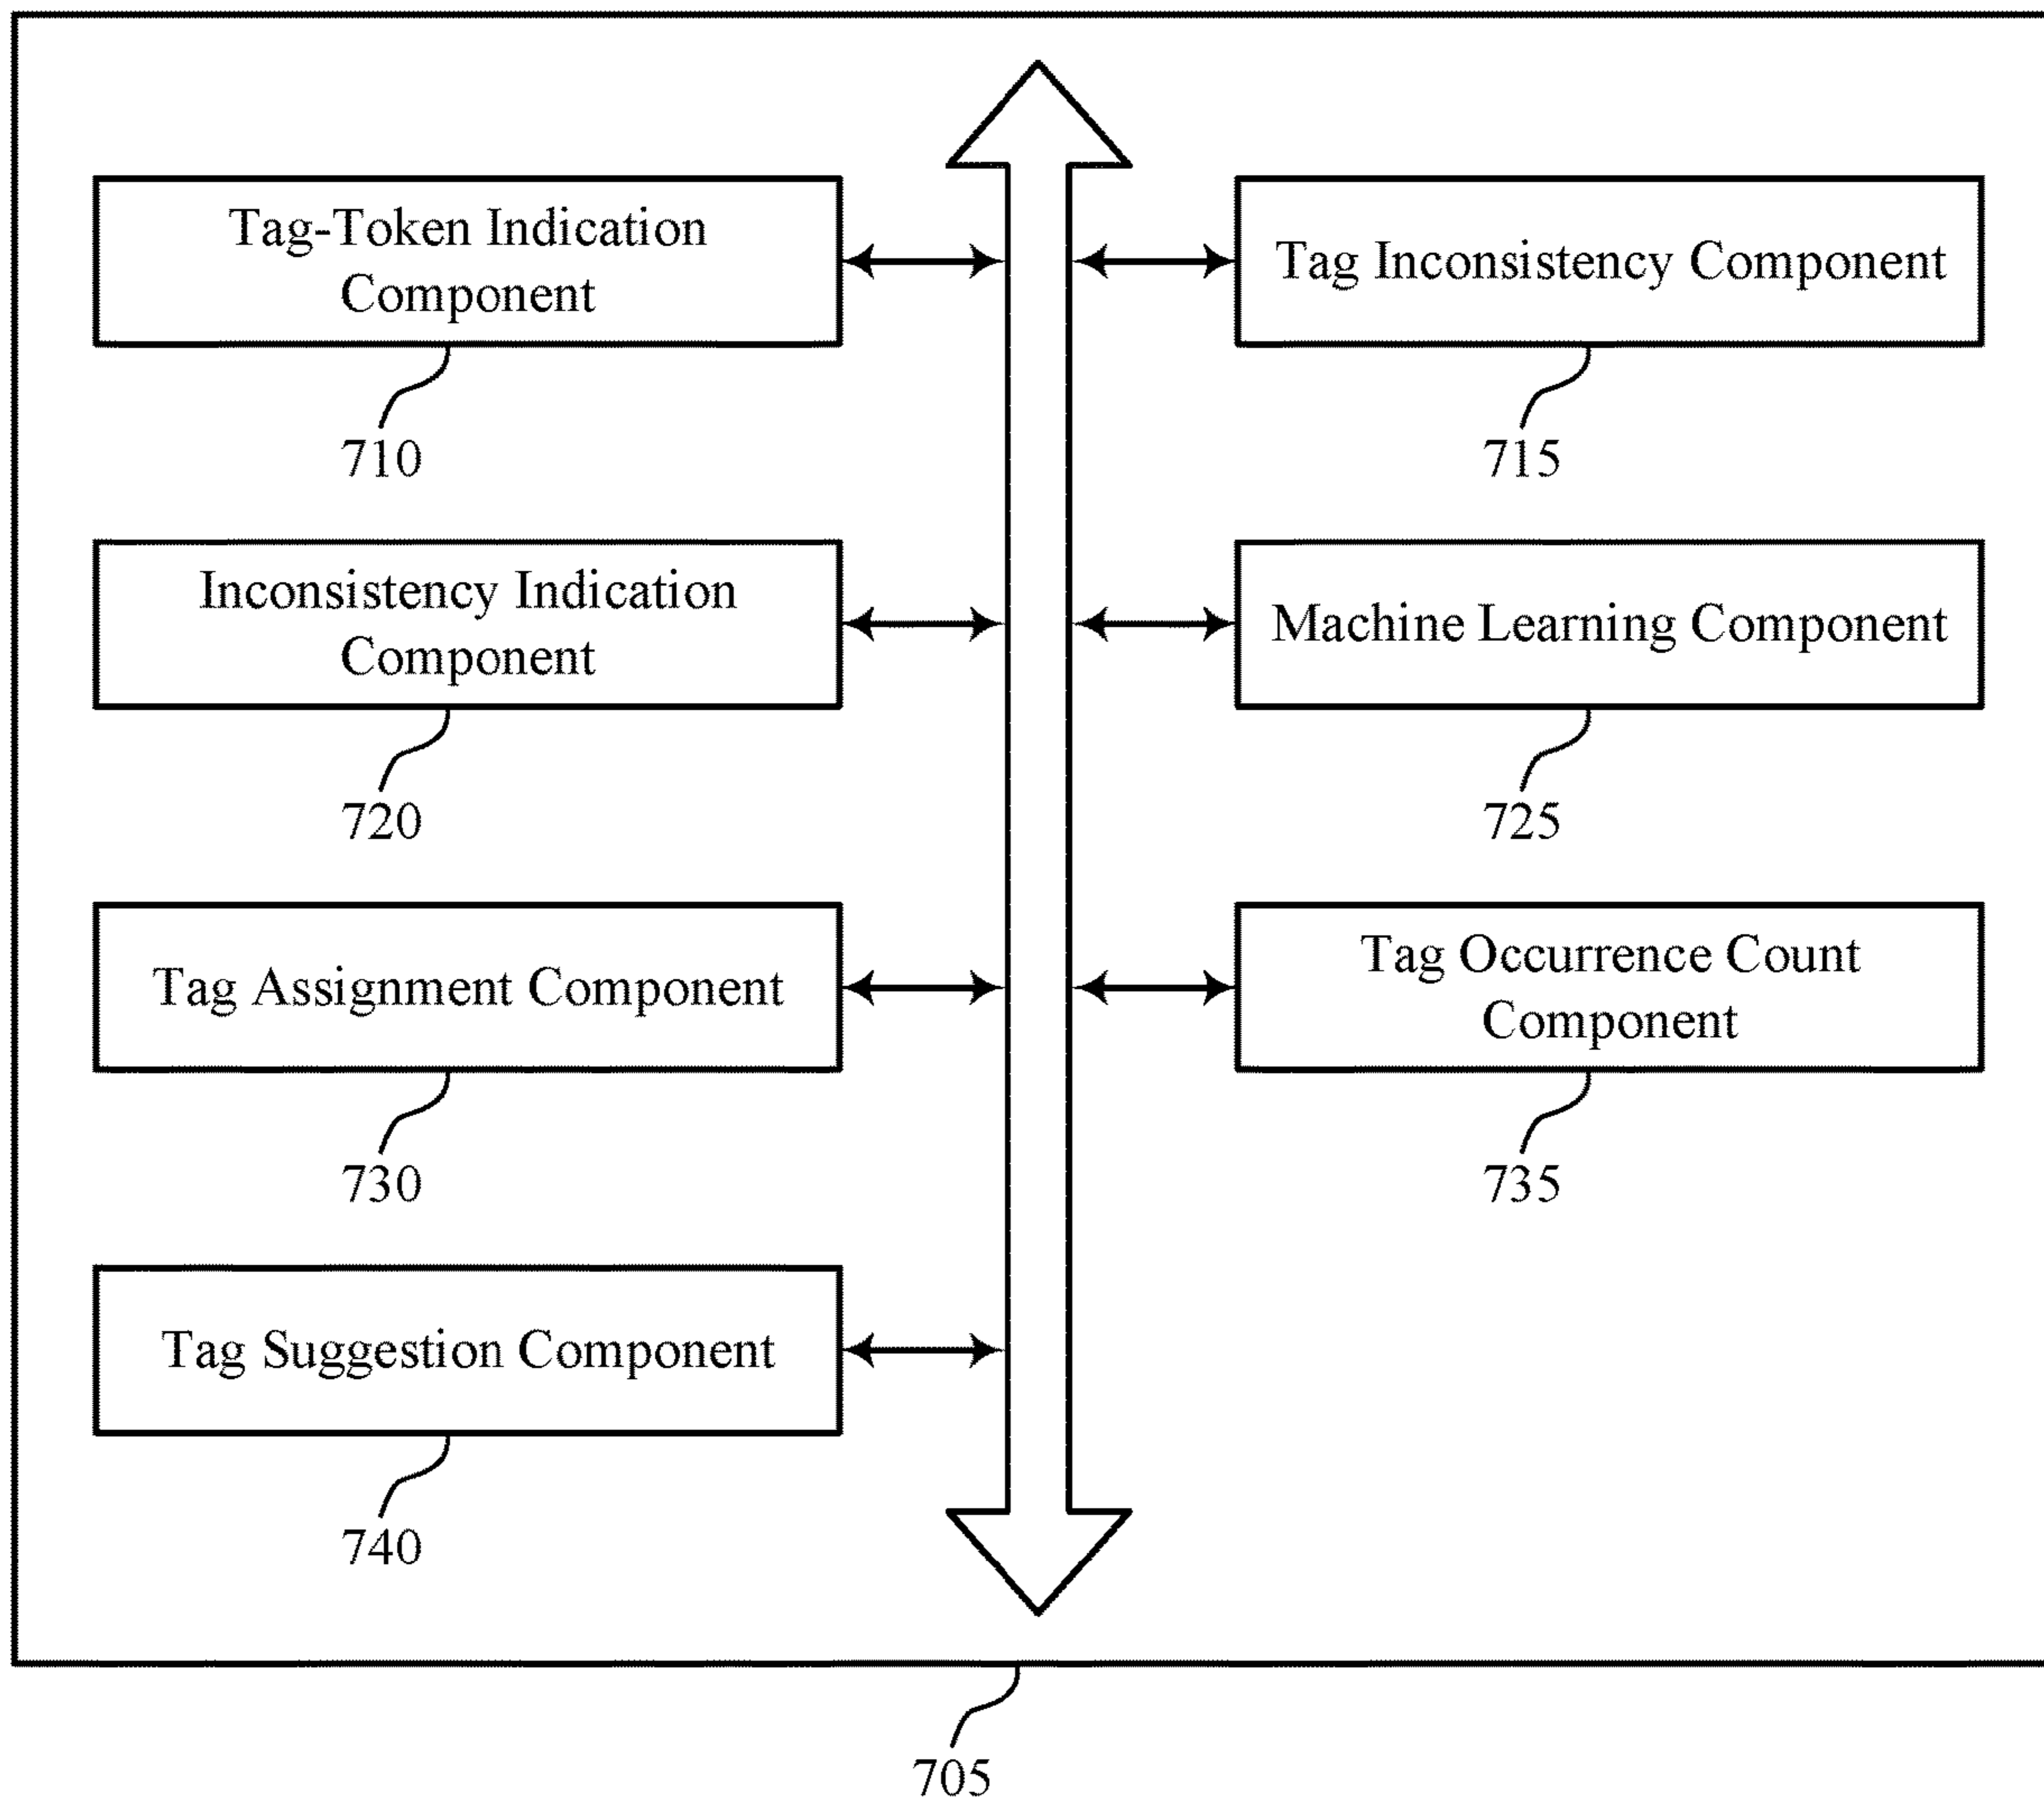 Tag-Token Indication
Component
710
Tag Inconsistency Component
715
Inconsistency Indication
Component
720
Machine Learning Component
725
Tag Assignment Component
730
Tag Occurrence Count
Component
735
Tag Suggestion Component
740
705